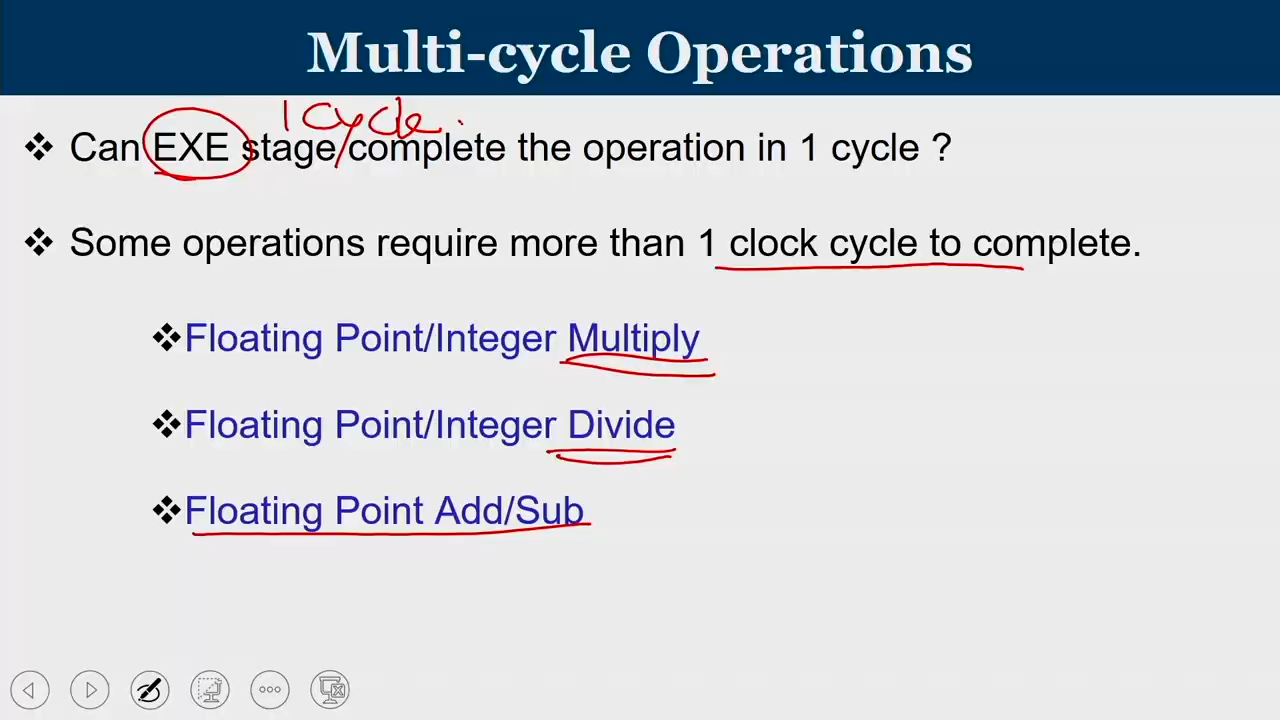 Multi-cycle Operations
1 Cycle.
❖ Can EXE stage complete the operation in 1 cycle ?
❖ Some operations require more than 1 clock cycle to complete.
❖Floating Point/Integer Multiply
❖Floating Point/Integer Divide
❖Floating Point Add/Sub